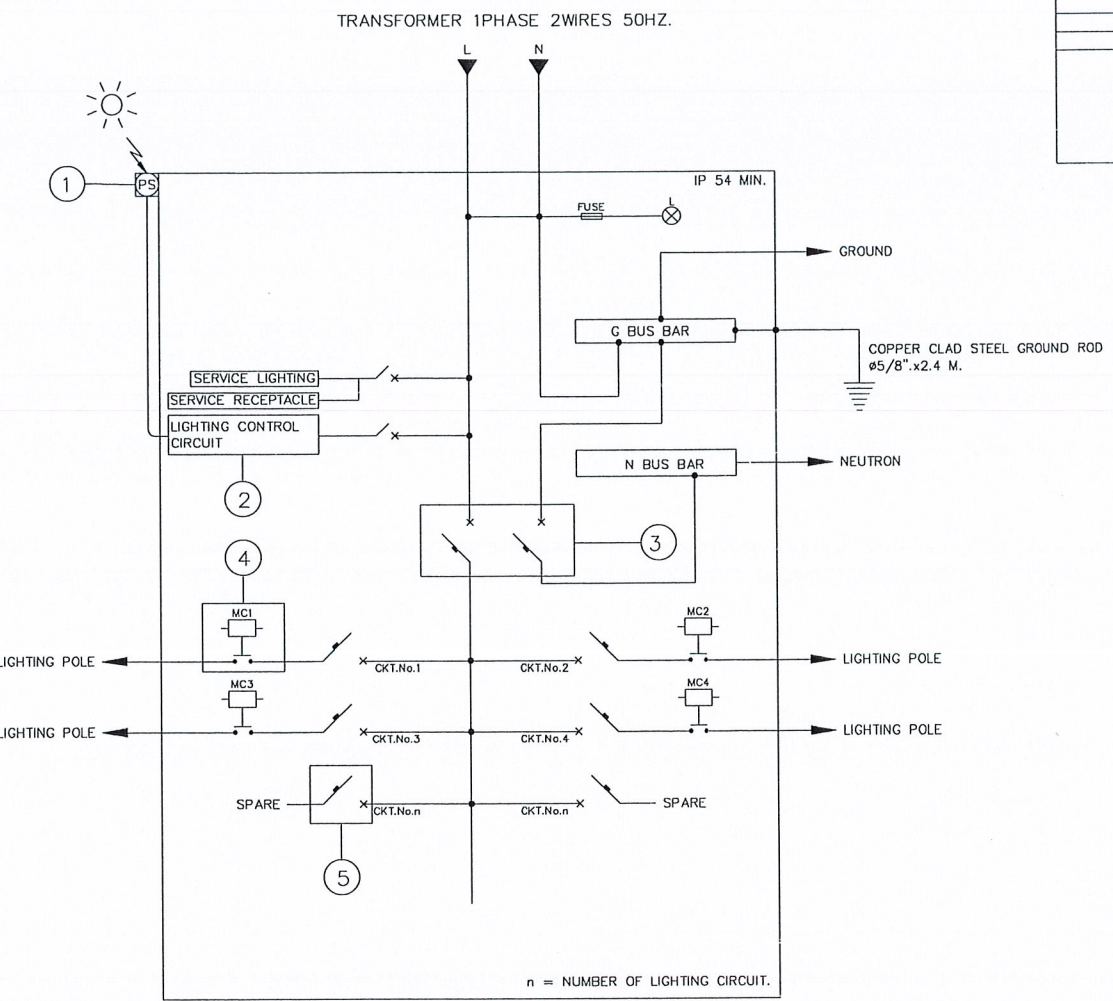 TRANSFORMER 1PHASE 2WIRES 50HZ.
L
N
1
PS
IP 54 MIN.
FUSE
L
GROUND
G BUS BAR
COPPER CLAD STEEL GROUND ROD
ø5/8".x2.4 M.
SERVICE LIGHTING
SERVICE RECEPTACLE
LIGHTING CONTROL
CIRCUIT
N BUS BAR
NEUTRON
2
3
4
MC1
MC2
LIGHTING POLE
CKT.No.1
CKT.No.2
LIGHTING POLE
MC3
MC4
LIGHTING POLE
CKT.No.3
CKT.No.4
LIGHTING POLE
SPARE
CKT.No.n
CKT.No.n
SPARE
5
n = NUMBER OF LIGHTING CIRCUIT.